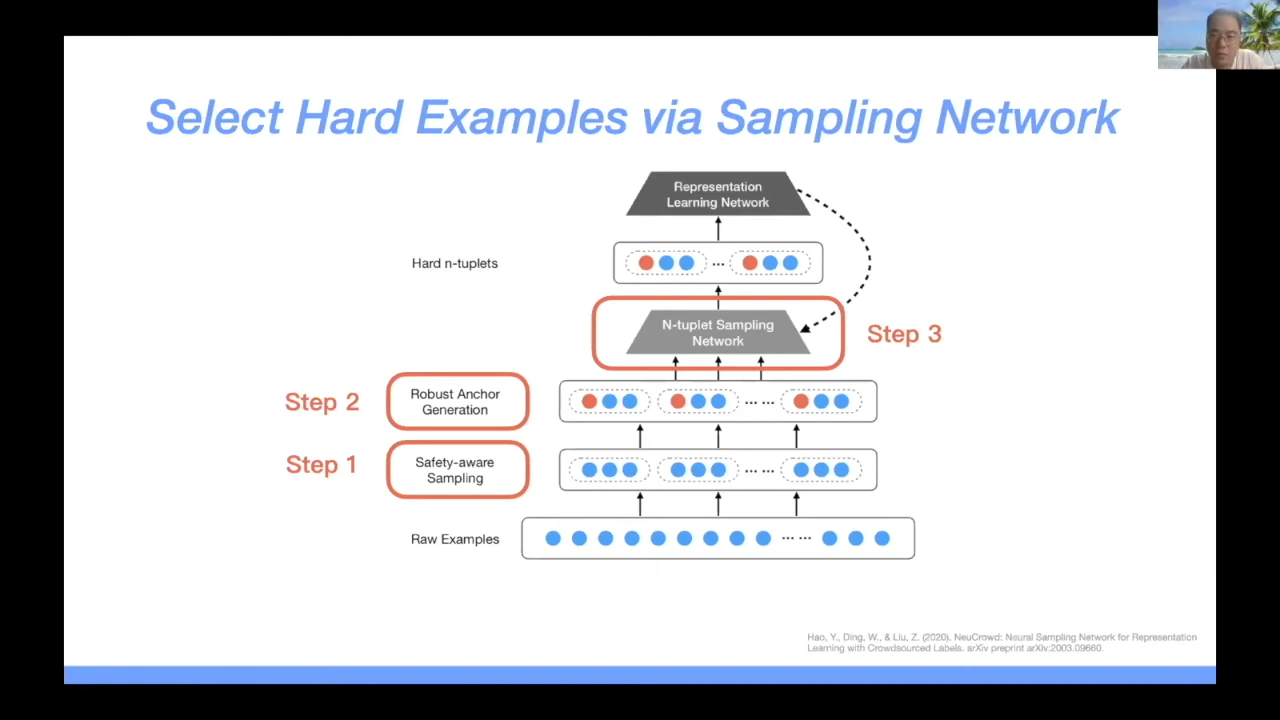 Select Hard Examples via Sampling Network
Representation
Learning Network
Hard n-tuplets
...
N-tuplet Sampling
Network
Step 3
Step 2
Robust Anchor
Generation
... ...
Step 1
Safety-aware
Sampling
... ...
Raw Examples
... ...
Hao, Y., Ding, W., & Liu, Z. (2020). NeuCrowd: Neural Sampling Network for Representation
Learning with Crowdsourced Labels. arXiv preprint arXiv:2003.09660.